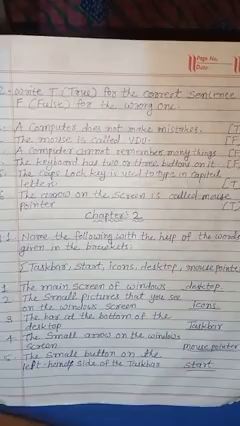 Page No.
Date
2- write T (True) for the correct sentence
F (False) for the wrong one.
A Computer does not make mistakes. [T
The mouse is called VDU. [F
A Computer cannot remember many things [F
The keyboard has two or three buttons on it [F
The caps Lock key is used to type in capital
letters. [T
The arrow on the screen is called mouse
pointer [T
Chapter: 2
1 Name the following with the help of the words
given in the brackets.
[Taskbar, start, icons, desktop, mouse pointer
1 The main screen of windows desktop
2 The small pictures that you see
on the windows screen Icons
3 The bar at the bottom of the
desktop Taskbar
4 The small arrow on the windows
screen mouse pointer
5 The small button on the
left-hand side of the Taskbar start